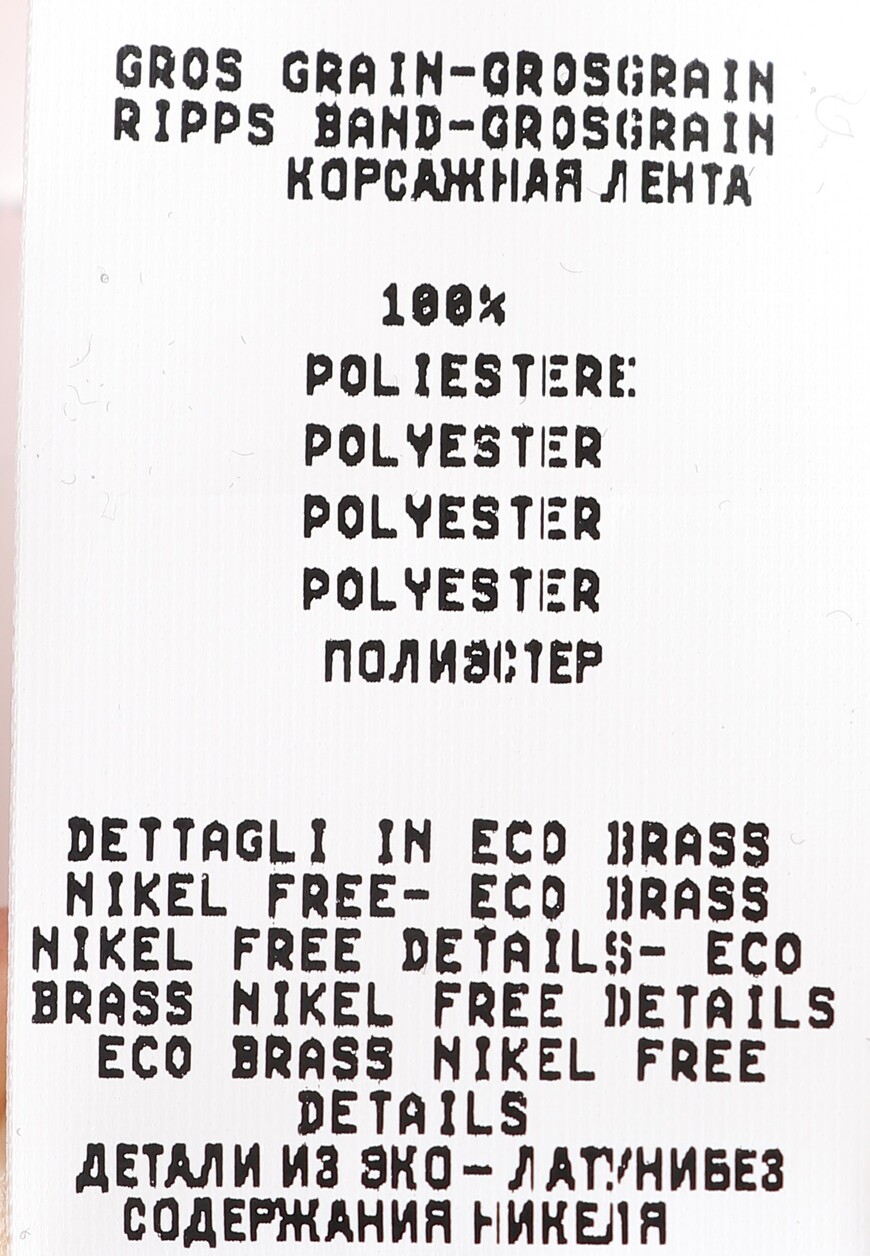 GROS GRAIN-GROSGRAIN
RIPPS BAND-GROSGRAIN
КОРСАЖНАЯ ЛЕНТА
100%
POLIESTERE
POLYESTER
POLYESTER
POLYESTER
ПОЛИЭСТЕР
DETTAGLI IN ECO BRASS
NIKEL FREE- ECO BRASS
NIKEL FREE DETAILS- ECO
BRASS NIKEL FREE DETAILS
ECO BRASS NIKEL FREE
DETAILS
ДЕТАЛИ ИЗ ЭКО-ЛАТУНИБЕЗ
СОДЕРЖАНИЯ НИКЕЛЯ